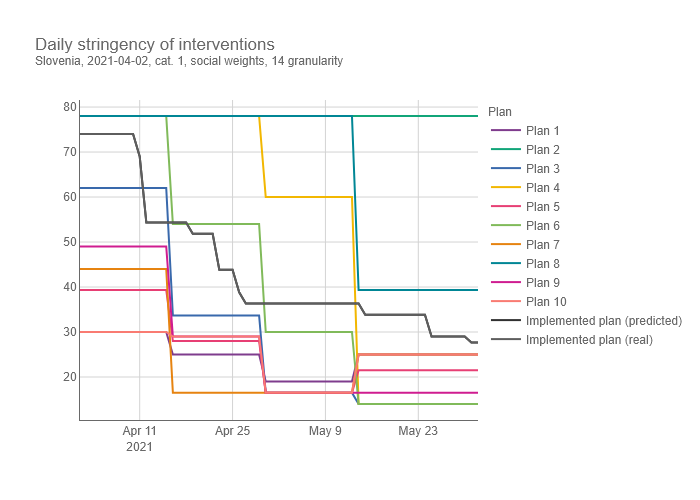 Daily stringency of interventions
Slovenia, 2021-04-02, cat. 1, social weights, 14 granularity
80
70
60
50
40
30
20
Apr 11
2021
Apr 25
May 9
May 23
Plan
Plan 1
Plan 2
Plan 3
Plan 4
Plan 5
Plan 6
Plan 7
Plan 8
Plan 9
Plan 10
Implemented plan (predicted)
Implemented plan (real)